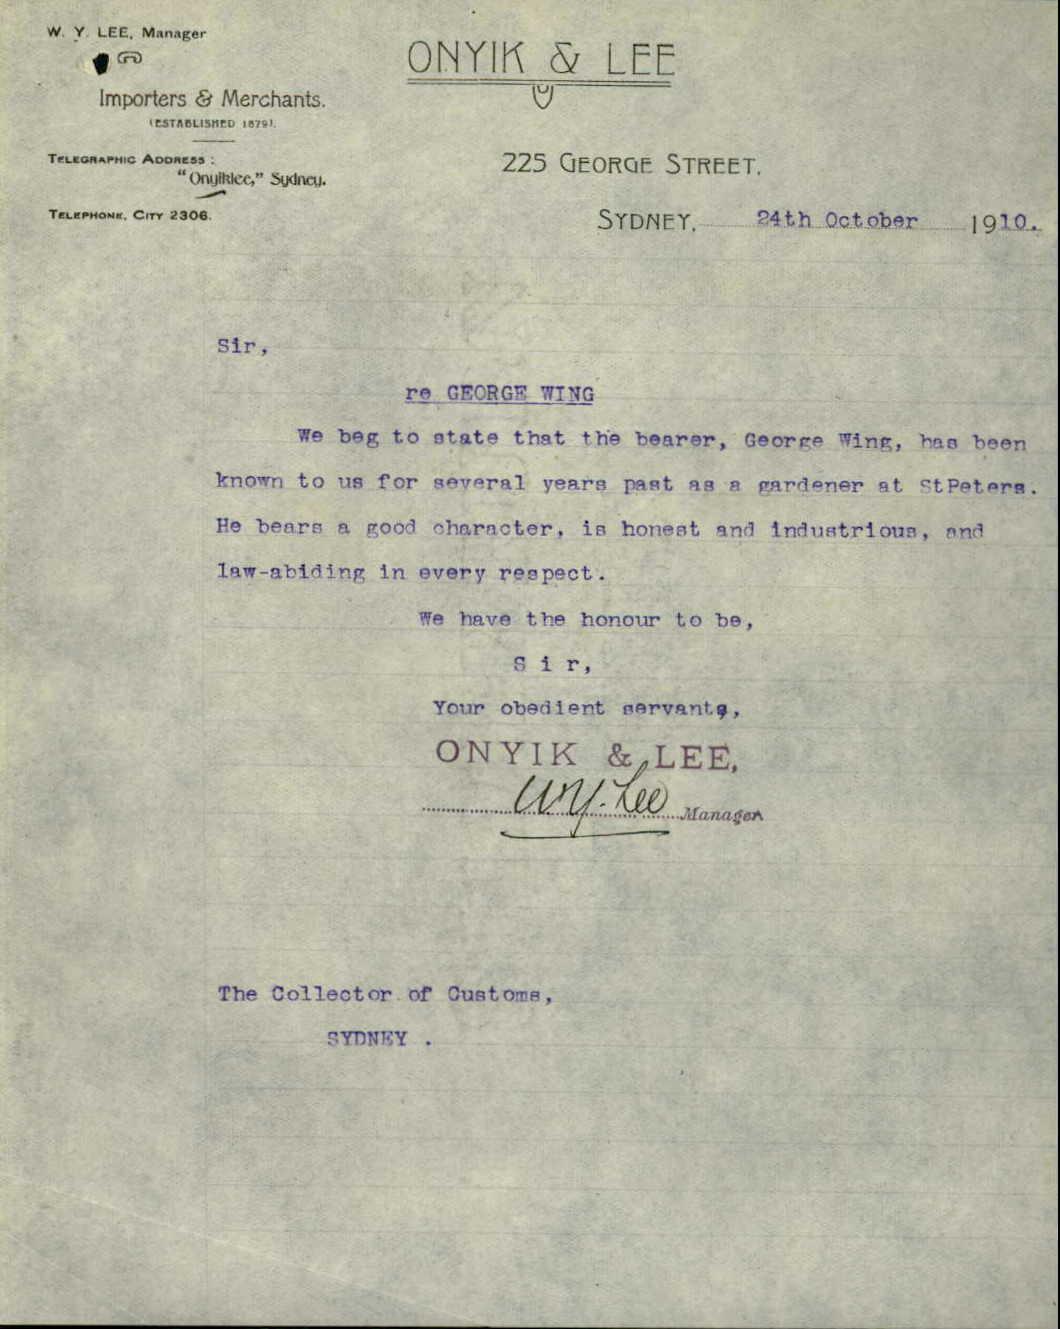 W. Y. LEE, Manager
ONYIK & LEE
Importers & Merchants.
(ESTABLISHED 1879).
TELEGRAPHIC ADDRESS :
"Onyiklee," Sydney.
TELEPHONE, CITY 2306.
225 GEORGE STREET,
SYDNEY, 24th October 1910.
Sir,
re GEORGE WING
We beg to state that the bearer, George Wing, has been
known to us for several years past as a gardener at StPeters.
He bears a good character, is honest and industrious, and
law-abiding in every respect.
We have the honour to be,
S i r,
Your obedient servants,
ONYIK & LEE,
W.Y. Lee Manager
The Collector of Customs,
SYDNEY .